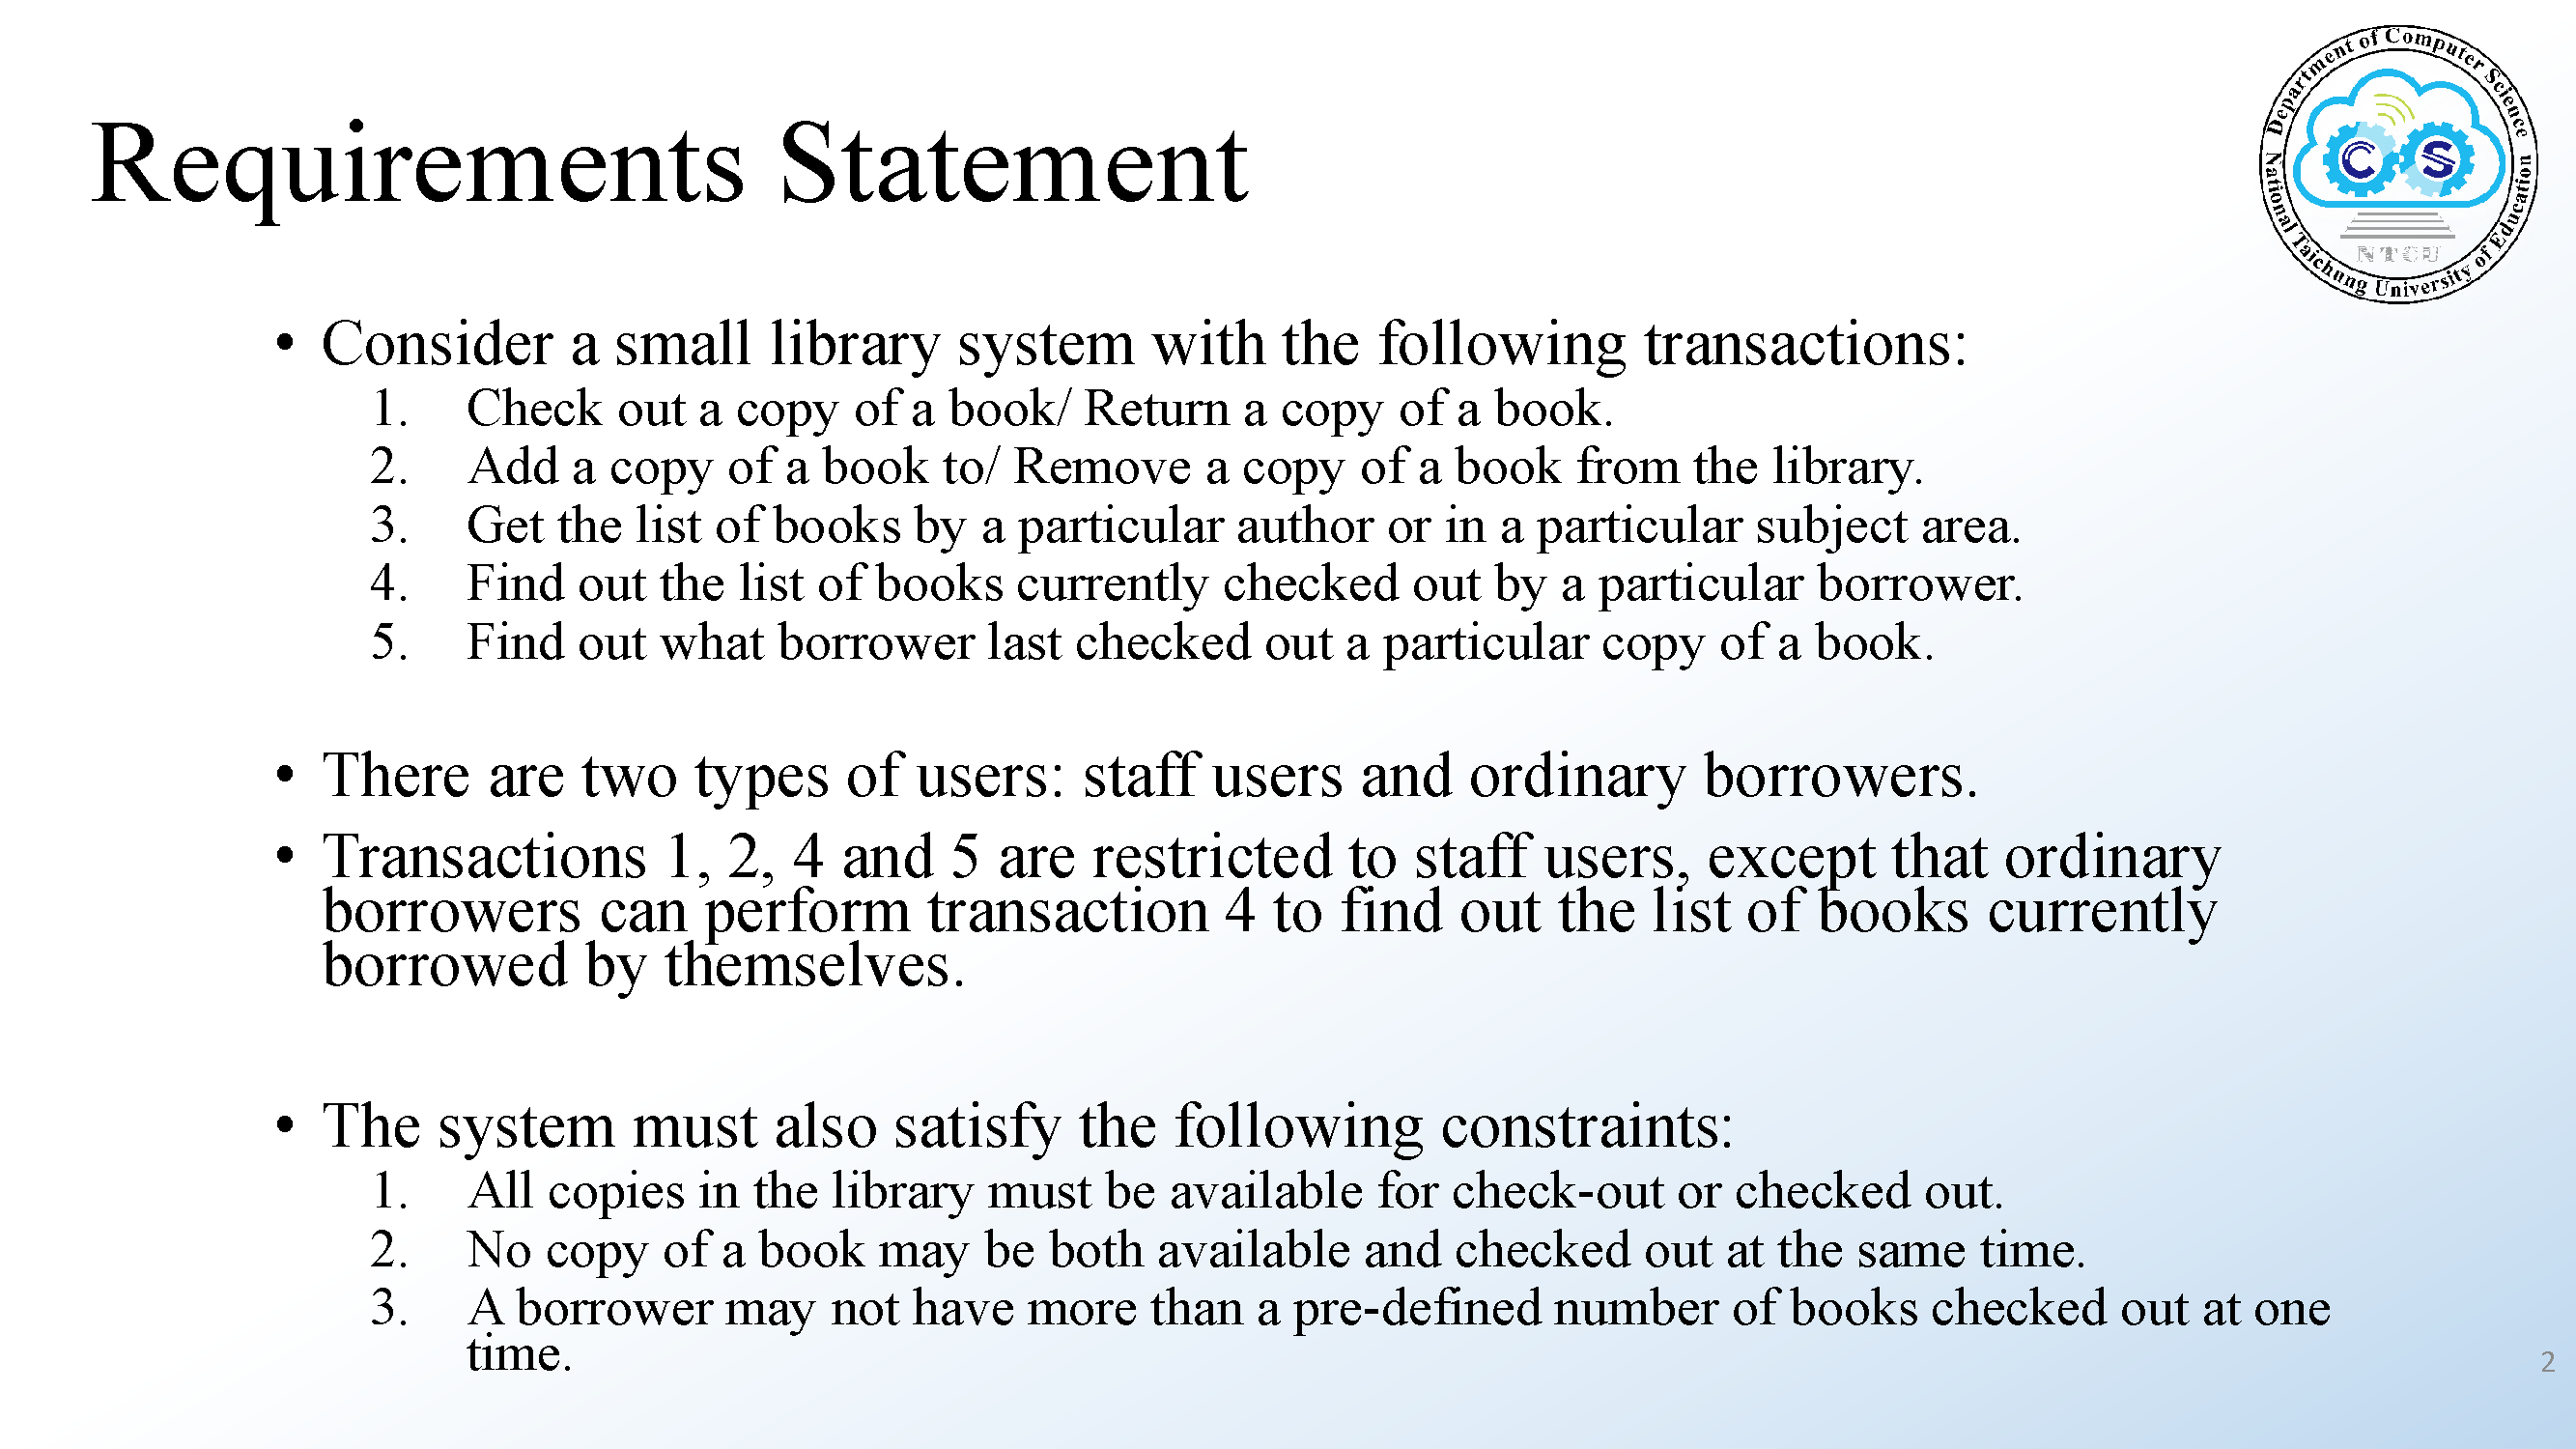 Department of Computer Science
National Taichung University of Education
CS
NTCU
Requirements Statement
• Consider a small library system with the following transactions:
1. Check out a copy of a book/ Return a copy of a book.
2. Add a copy of a book to/ Remove a copy of a book from the library.
3. Get the list of books by a particular author or in a particular subject area.
4. Find out the list of books currently checked out by a particular borrower.
5. Find out what borrower last checked out a particular copy of a book.
• There are two types of users: staff users and ordinary borrowers.
• Transactions 1, 2, 4 and 5 are restricted to staff users, except that ordinary
borrowers can perform transaction 4 to find out the list of books currently
borrowed by themselves.
• The system must also satisfy the following constraints:
1. All copies in the library must be available for check-out or checked out.
2. No copy of a book may be both available and checked out at the same time.
3. A borrower may not have more than a pre-defined number of books checked out at one
time.
2